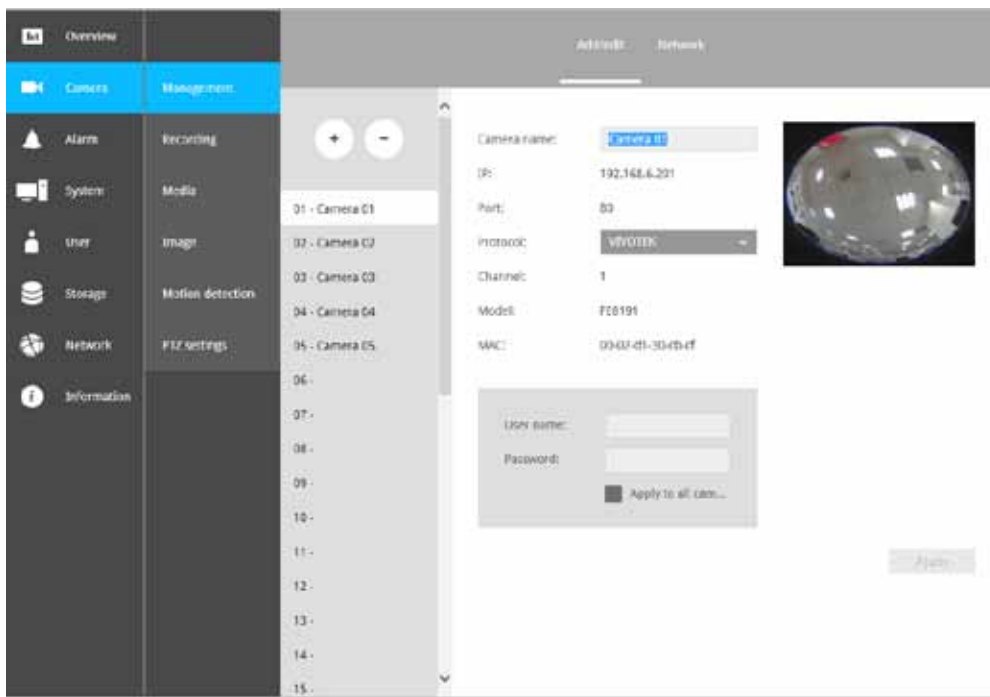 Overview
Camera
Alarm
System
User
Storage
Network
Information
Management
Recording
Media
Image
Motion detection
PTZ settings
Add/edit Network
+ -
01 - Camera 01
02 - Camera 02
03 - Camera 03
04 - Camera 04
05 - Camera 05
06 -
07 -
08 -
09 -
10 -
11 -
12 -
13 -
14 -
15 -
Camera name: Camera 01
IP: 192.168.6.201
Port: 80
Protocol: VIVOTEK
Channel: 1
Model: FE8191
MAC:
User name:
Password:
Apply to all cam...
Apply